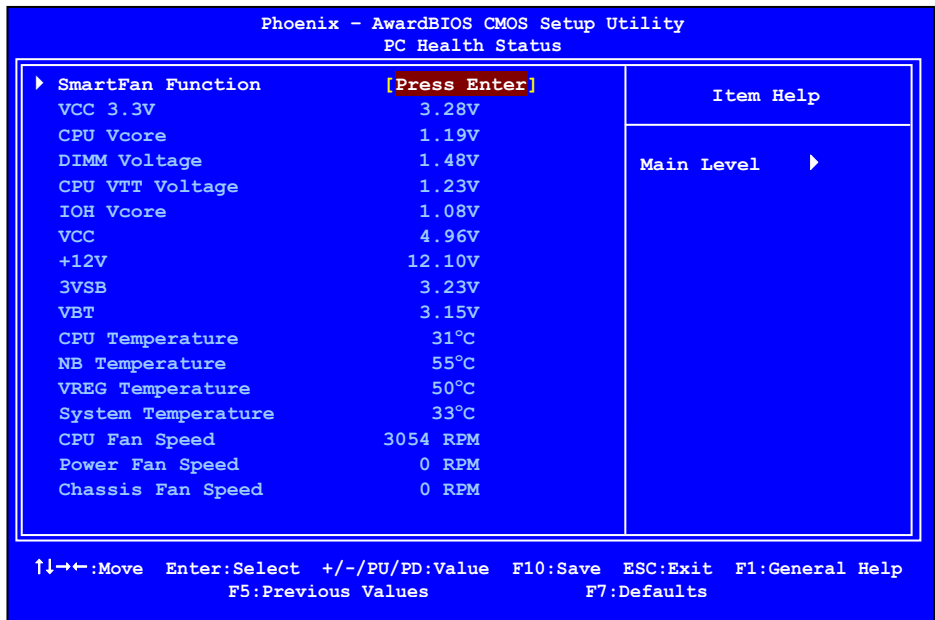 Phoenix – AwardBIOS CMOS Setup Utility
PC Health Status
SmartFan Function [Press Enter]
VCC 3.3V 3.28V
CPU Vcore 1.19V
DIMM Voltage 1.48V
CPU VTT Voltage 1.23V
IOH Vcore 1.08V
VCC 4.96V
+12V 12.10V
3VSB 3.23V
VBT 3.15V
CPU Temperature 31°C
NB Temperature 55°C
VREG Temperature 50°C
System Temperature 33°C
CPU Fan Speed 3054 RPM
Power Fan Speed 0 RPM
Chassis Fan Speed 0 RPM
Item Help
Main Level
↑↓→←:Move Enter:Select +/-/PU/PD:Value F10:Save ESC:Exit F1:General Help
F5:Previous Values F7:Defaults